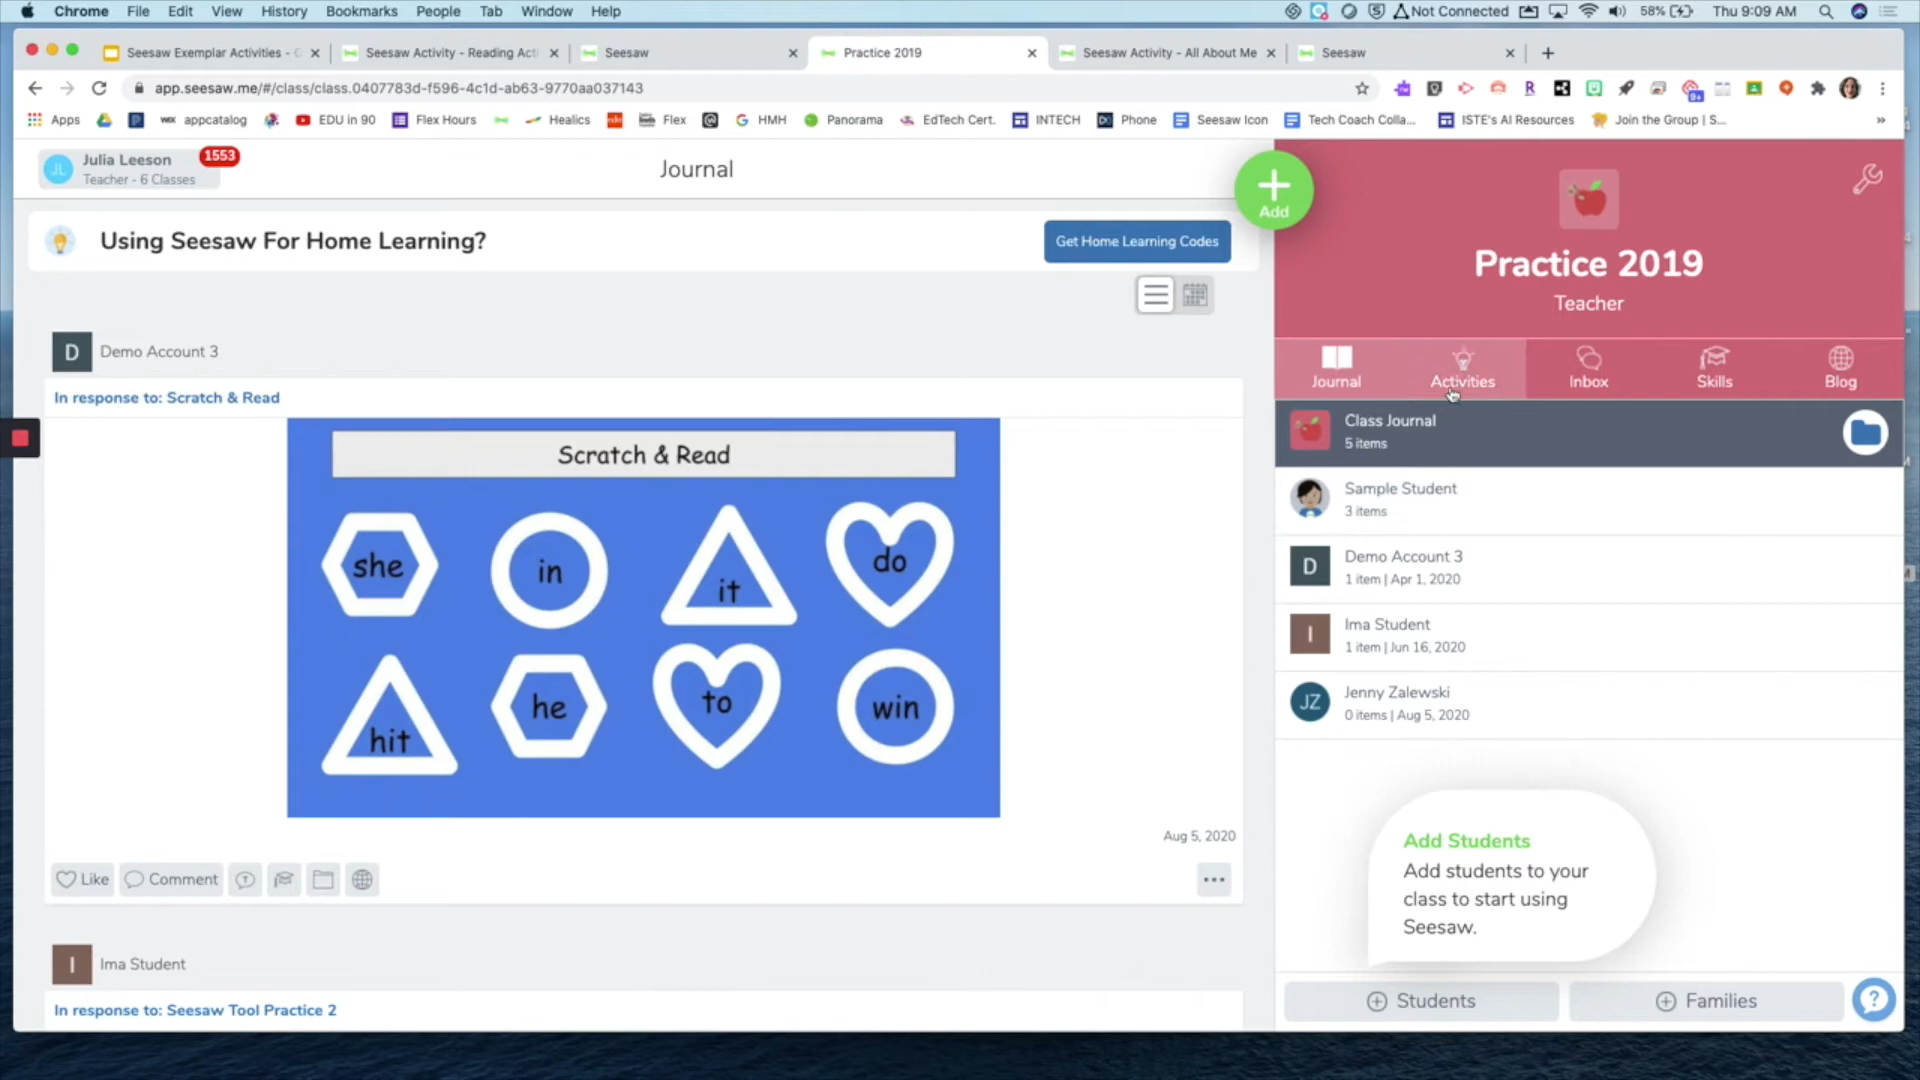 Chrome File Edit View History Bookmarks People Tab Window Help Not Connected 58% Thu 9:09 AM
Seesaw Exemplar Activities - Seesaw Activity - Reading Acti Seesaw Practice 2019 Seesaw Activity - All About Me Seesaw
app.seesaw.me/#/class/class.0407783d-f596-4c1d-ab63-9770aa037143
Apps appcatalog EDU in 90 Flex Hours Healics Flex HMH Panorama EdTech Cert. INTECH Phone Seesaw Icon Tech Coach Colla... ISTE's AI Resources Join the Group | S... »
JL Julia Leeson 1553
Teacher - 6 Classes
Journal
Add
Using Seesaw For Home Learning?
Get Home Learning Codes
Practice 2019
Teacher
Journal Activities Inbox Skills Blog
D Demo Account 3
In response to: Scratch & Read
Scratch & Read
she in it do
hit he to win
Aug 5, 2020
Like Comment
I Ima Student
In response to: Seesaw Tool Practice 2
Class Journal
5 items
Sample Student
3 items
D Demo Account 3
1 item | Apr 1, 2020
I Ima Student
1 item | Jun 16, 2020
JZ Jenny Zalewski
0 items | Aug 5, 2020
Add Students
Add students to your
class to start using
Seesaw.
Students Families ?